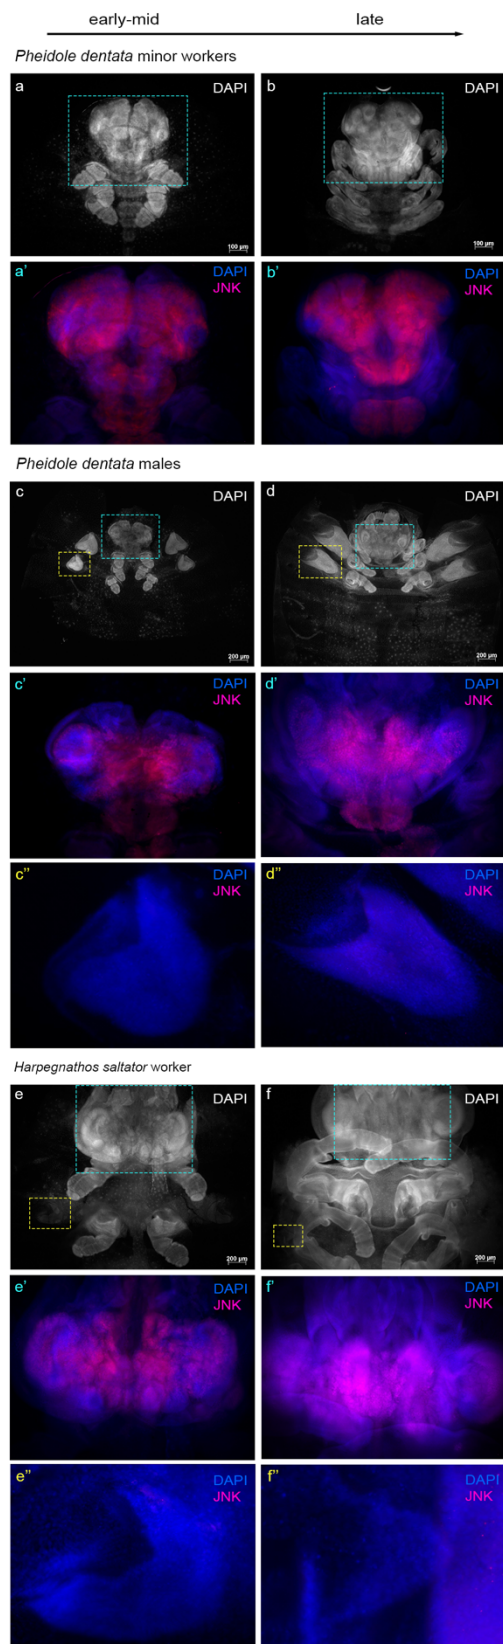 early-mid late
Pheidole dentata minor workers
a DAPI b DAPI
100 µm 100 µm
a' DAPI b' DAPI
JNK JNK
Pheidole dentata males
c DAPI d DAPI
200 µm 200 µm
c' DAPI d' DAPI
JNK JNK
c'' DAPI d'' DAPI
JNK JNK
Harpegnathos saltator worker
e DAPI f DAPI
200 µm 200 µm
e' DAPI f' DAPI
JNK JNK
e'' DAPI f'' DAPI
JNK JNK